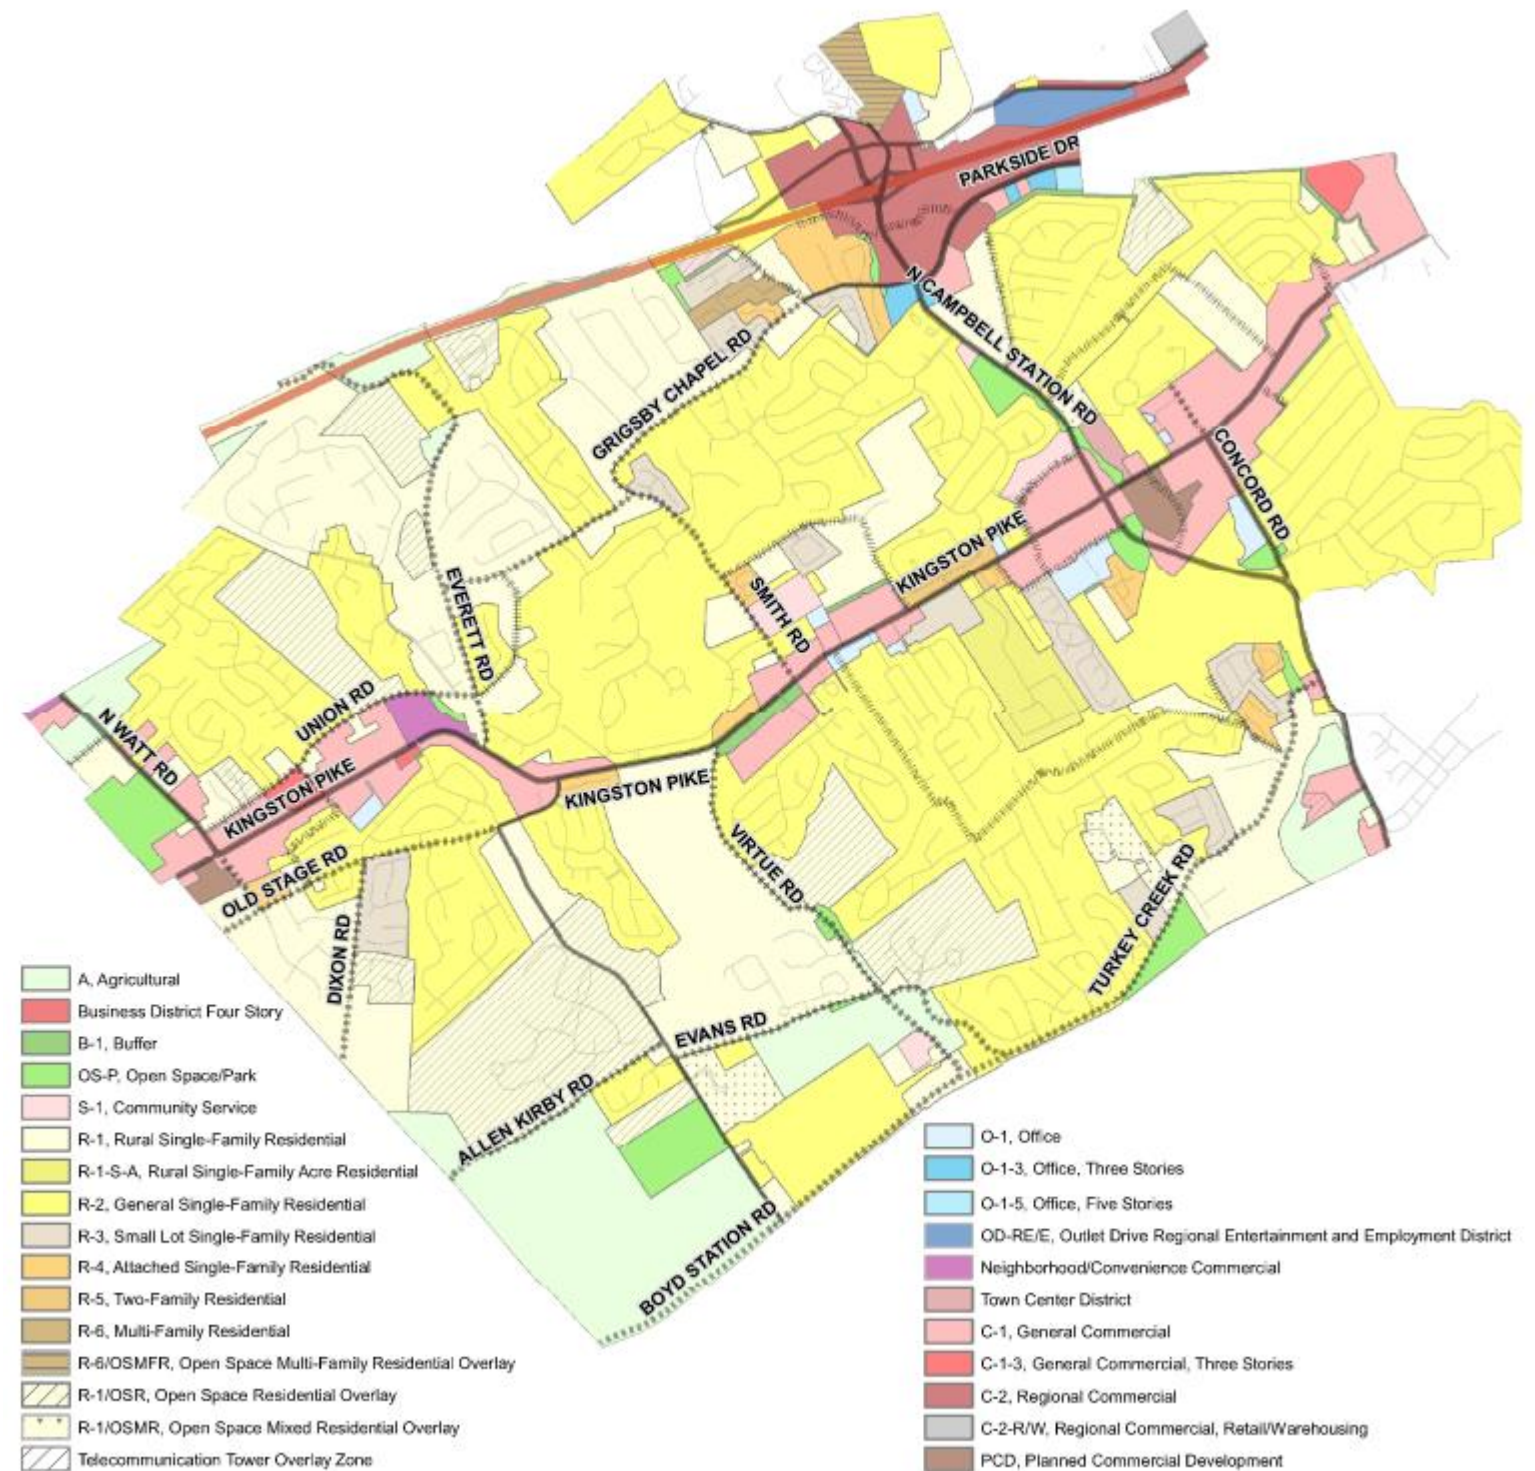 PARKSIDE DR
N CAMPBELL STATION RD
GRIGSBY CHAPEL RD
CONCORD RD
KINGSTON PIKE
EVERETT RD
SMITH RD
UNION RD
N WATT RD
KINGSTON PIKE
KINGSTON PIKE
VIRTUE RD
OLD STAGE RD
DIXON RD
TURKEY CREEK RD
EVANS RD
ALLEN KIRBY RD
BOYD STATION RD
A, Agricultural
Business District Four Story
B-1, Buffer
OS-P, Open Space/Park
S-1, Community Service
R-1, Rural Single-Family Residential
R-1-S-A, Rural Single-Family Acre Residential
R-2, General Single-Family Residential
R-3, Small Lot Single-Family Residential
R-4, Attached Single-Family Residential
R-5, Two-Family Residential
R-6, Multi-Family Residential
R-6/OSMFR, Open Space Multi-Family Residential Overlay
R-1/OSR, Open Space Residential Overlay
R-1/OSMR, Open Space Mixed Residential Overlay
Telecommunication Tower Overlay Zone
O-1, Office
O-1-3, Office, Three Stories
O-1-5, Office, Five Stories
OD-RE/E, Outlet Drive Regional Entertainment and Employment District
Neighborhood/Convenience Commercial
Town Center District
C-1, General Commercial
C-1-3, General Commercial, Three Stories
C-2, Regional Commercial
C-2-R/W, Regional Commercial, Retail/Warehousing
PCD, Planned Commercial Development